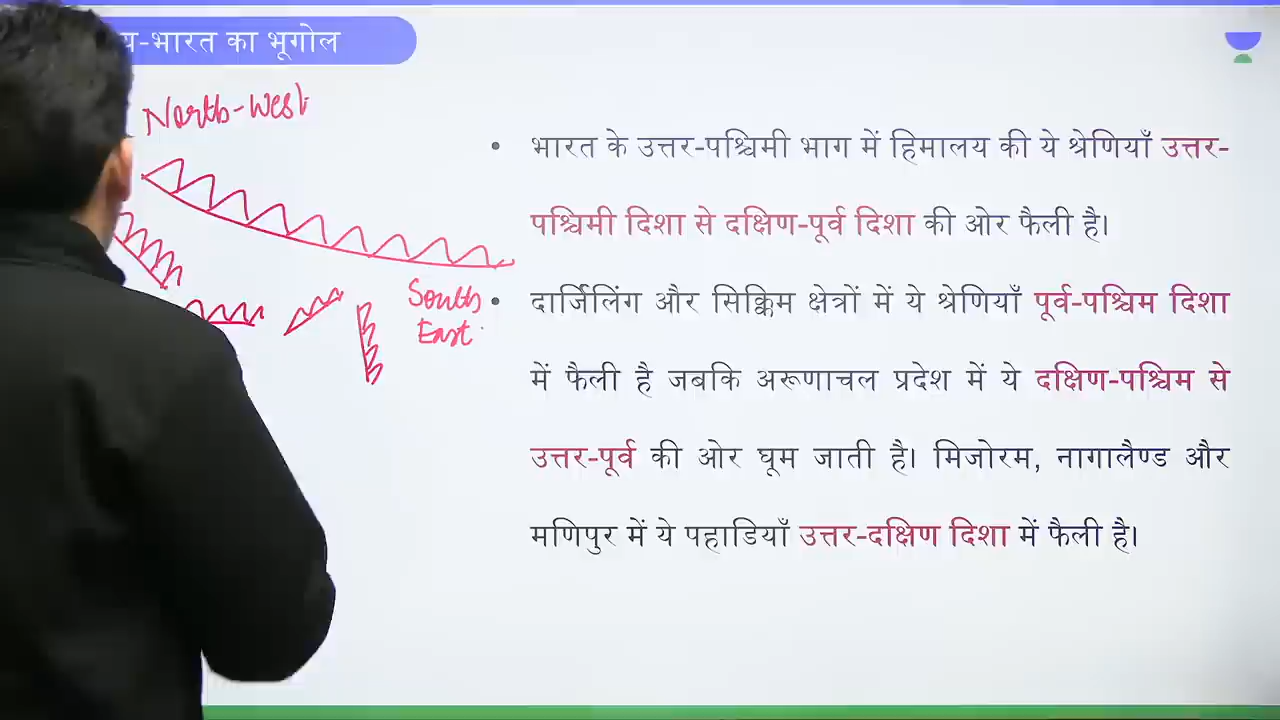 य-भारत का भूगोल
North-West
• भारत के उत्तर-पश्चिमी भाग में हिमालय की ये श्रेणियाँ उत्तर-
पश्चिमी दिशा से दक्षिण-पूर्व दिशा की ओर फैली है।
South
East
• दार्जिलिंग और सिक्किम क्षेत्रों में ये श्रेणियाँ पूर्व-पश्चिम दिशा
में फैली है जबकि अरूणाचल प्रदेश में ये दक्षिण-पश्चिम से
उत्तर-पूर्व की ओर घूम जाती है। मिजोरम, नागालैण्ड और
मणिपुर में ये पहाडियाँ उत्तर-दक्षिण दिशा में फैली है।